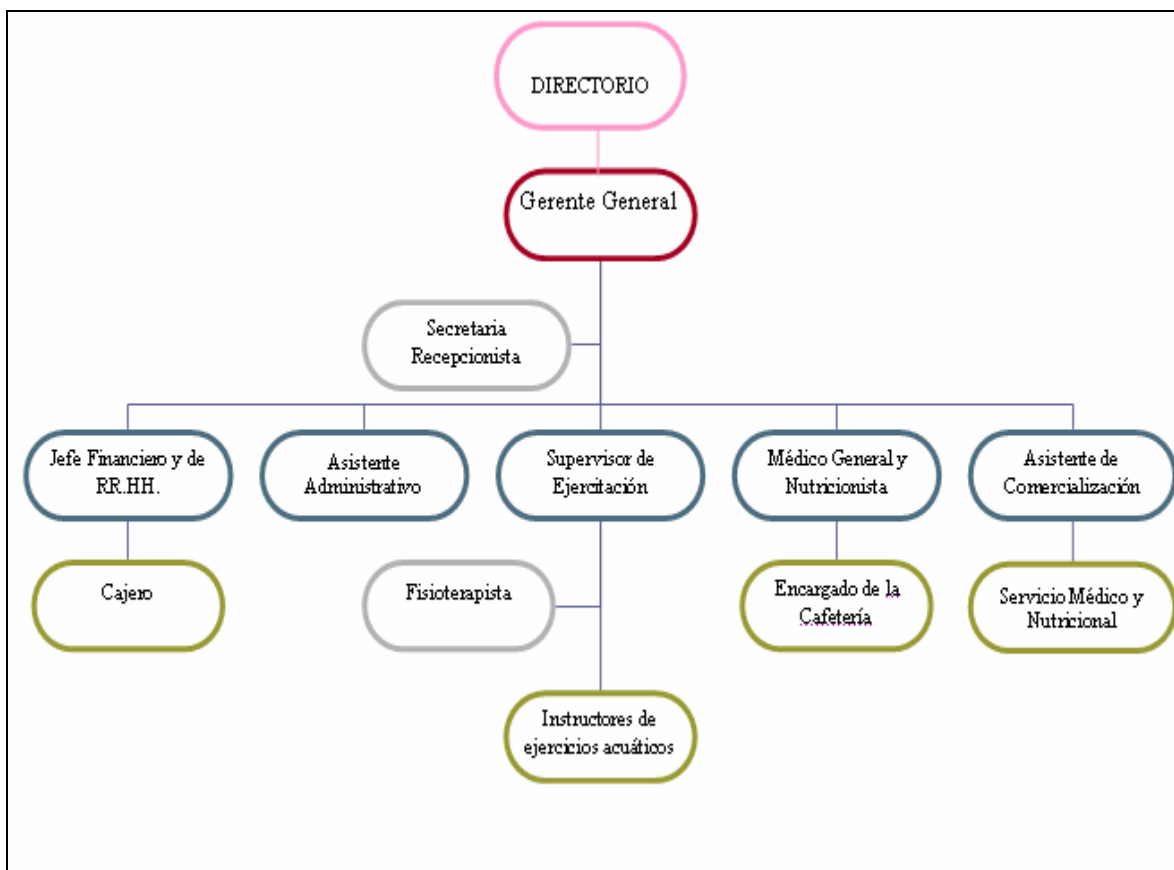 DIRECTORIO
Gerente General
Secretaria
Recepcionista
Jefe Financiero y de
RR.HH.
Asistente
Administrativo
Supervisor de
Ejercitación
Médico General y
Nutricionista
Asistente de
Comercialización
Cajero
Fisioterapista
Encargado de la
Cafetería
Servicio Médico y
Nutricional
Instructores de
ejercicios acuáticos